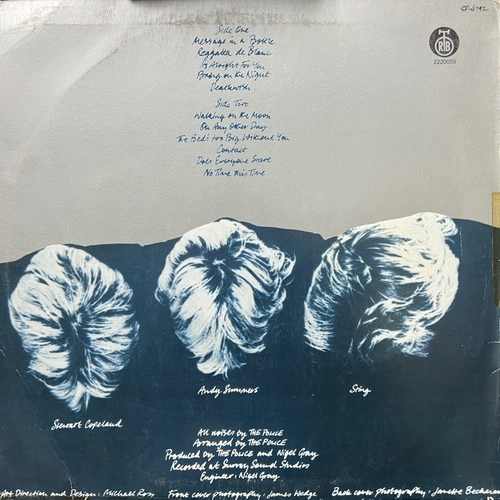 CF-8142
RTB
2220059
Side One
Message in a Bottle
Reggatta de Blanc
It's Alright For You
Bring on the Night
Deathwish
Side Two
Walking on the Moon
On Any Other Day
The Bed's too Big Without You
Contact
Does Everyone Stare
No Time This Time
Stewart Copeland
Andy Summers
Sting
All noises by THE POLICE
Arranged by THE POLICE
Produced by THE POLICE and Nigel Gray
Recorded at Surrey Sound Studios
Engineer: Nigel Gray
Art Direction and Design: Michael Ross
Front cover photography: James Wedge
Back cover photography: Janette Beckman